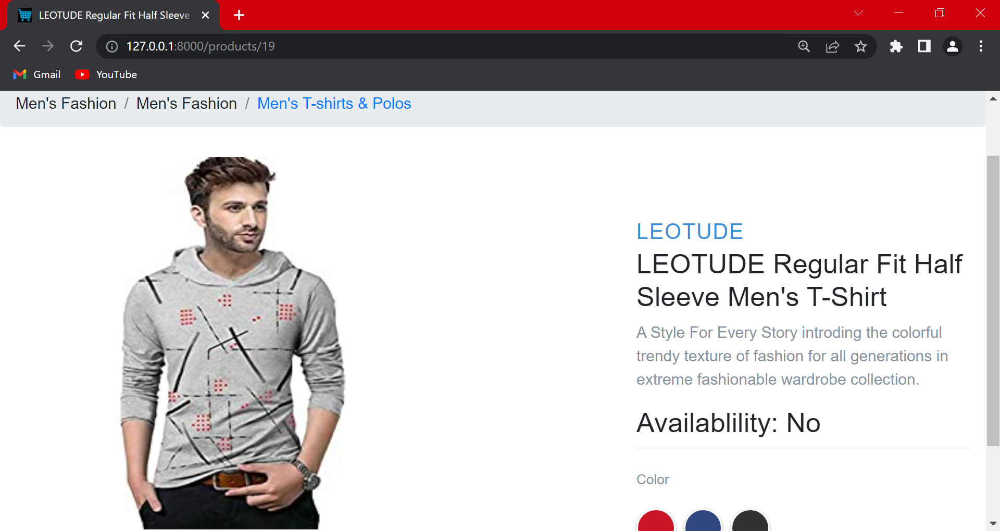 LEOTUDE Regular Fit Half Sleeve
127.0.0.1:8000/products/19
Gmail YouTube
Men's Fashion / Men's Fashion / Men's T-shirts & Polos
LEOTUDE
LEOTUDE Regular Fit Half
Sleeve Men's T-Shirt
A Style For Every Story introding the colorful
trendy texture of fashion for all generations in
extreme fashionable wardrobe collection.
Availablility: No
Color